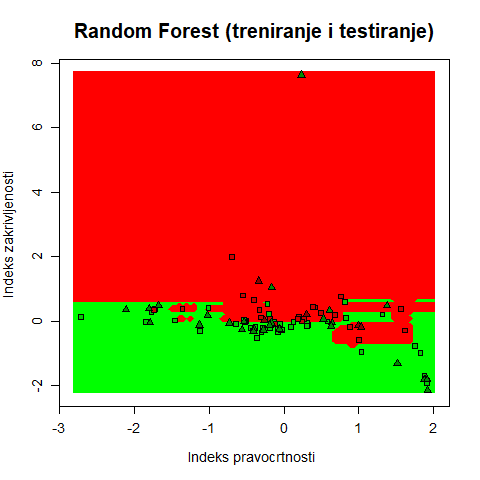 Random Forest (treniranje i testiranje)
Indeks zakrivljenosti
8
6
4
2
0
-2
-3 -2 -1 0 1 2
Indeks pravocrtnosti